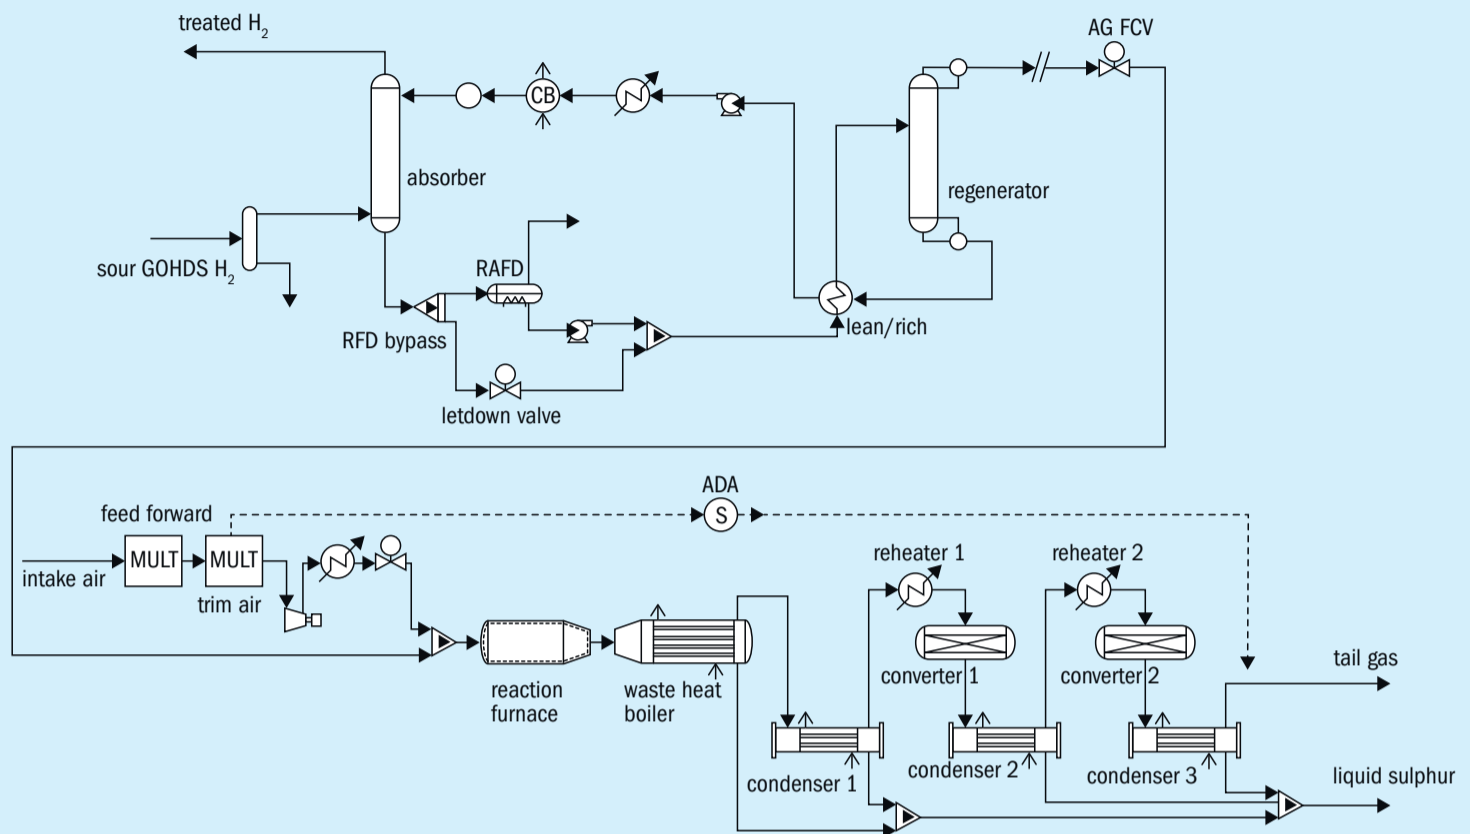 treated H₂
AG FCV
CB
absorber
regenerator
sour GOHDS H₂
RAFD
RFD bypass
lean/rich
letdown valve
ADA
S
feed forward
MULT
MULT
intake air
trim air
reheater 1
reheater 2
converter 1
converter 2
tail gas
reaction
furnace
waste heat
boiler
condenser 1
condenser 2
condenser 3
liquid sulphur